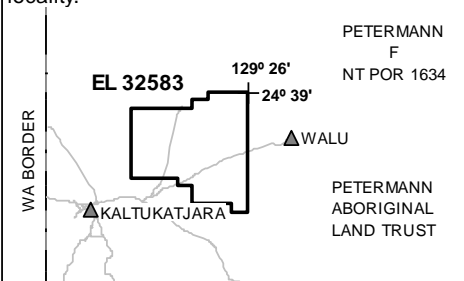 locality.
PETERMANN
F
NT POR 1634
129º 26'
EL 32583
24º 39'
WALU
WA BORDER
PETERMANN
ABORIGINAL
LAND TRUST
KALTUKATJARA